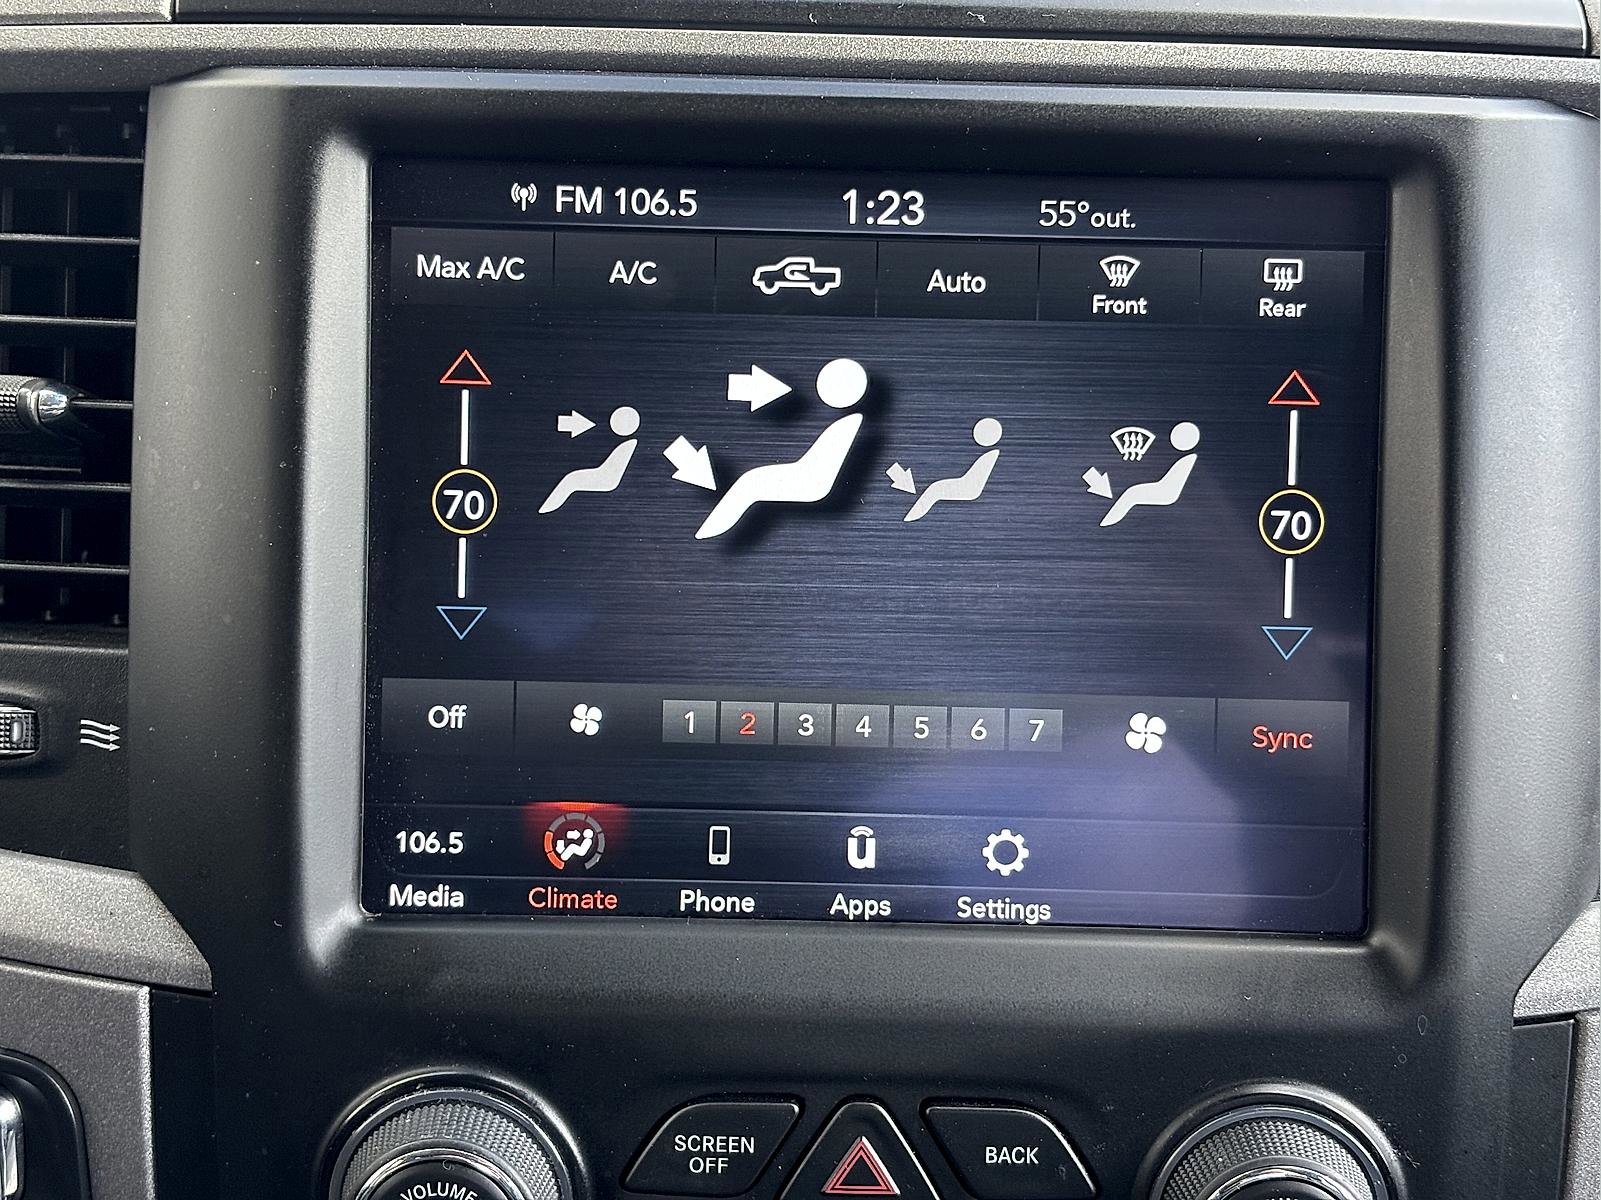 FM 106.5 1:23 55°out.
Max A/C A/C Auto Front Rear
70 70
Off 1 2 3 4 5 6 7 Sync
106.5
Media Climate Phone Apps Settings
SCREEN
OFF
BACK
VOLUME